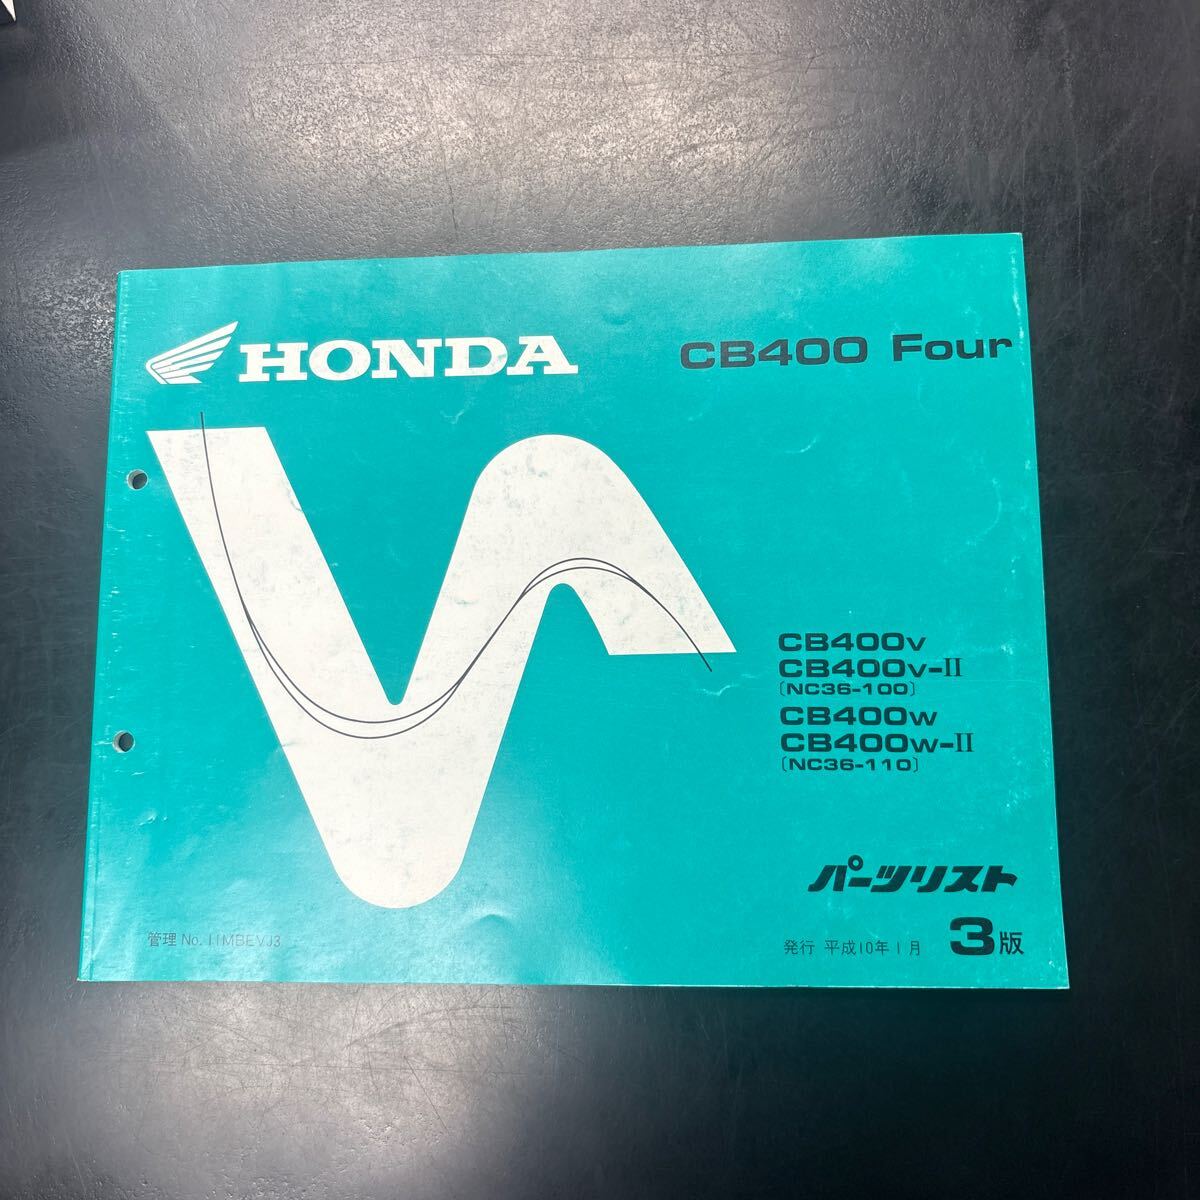 HONDA
CB400 Four
CB400V
CB400V-II
〔NC36-100〕
CB400W
CB400W-II
〔NC36-110〕
パーツリスト
管理 No. 11MBEVJ3
発行 平成10年1月 3版